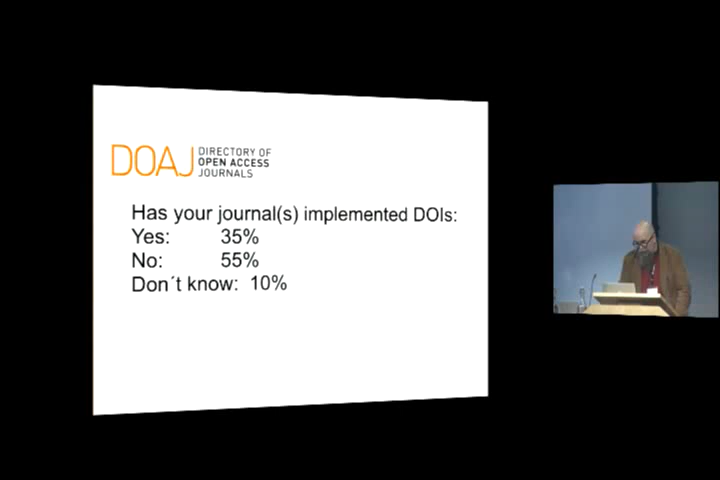 DOAJ
DIRECTORY OF
OPEN ACCESS
JOURNALS
Has your journal(s) implemented DOIs:
Yes: 35%
No: 55%
Don´t know: 10%